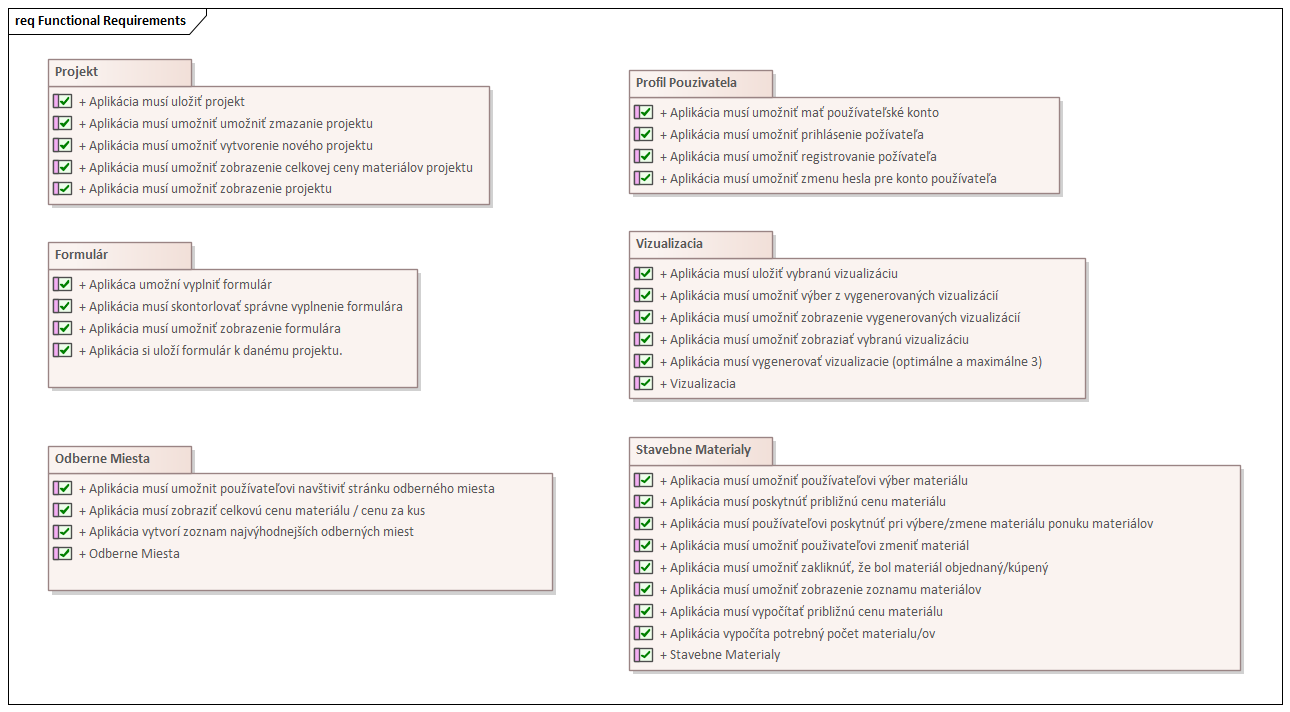 req Functional Requirements
Projekt
+ Aplikácia musí uložiť projekt
+ Aplikácia musí umožniť umožniť zmazanie projektu
+ Aplikácia musí umožniť vytvorenie nového projektu
+ Aplikácia musí umožniť zobrazenie celkovej ceny materiálov projektu
+ Aplikácia musí umožniť zobrazenie projektu
Profil Pouzivatela
+ Aplikácia musí umožniť mať používateľské konto
+ Aplikácia musí umožniť prihlásenie požívateľa
+ Aplikácia musí umožniť registrovanie požívateľa
+ Aplikácia musí umožniť zmenu hesla pre konto používateľa
Formulár
+ Aplikáca umožní vyplniť formulár
+ Aplikácia musí skontorlovať správne vyplnenie formulára
+ Aplikácia musí umožniť zobrazenie formulára
+ Aplikácia si uloží formulár k danému projektu.
Vizualizacia
+ Aplikácia musí uložiť vybranú vizualizáciu
+ Aplikácia musí umožniť výber z vygenerovaných vizualizácií
+ Aplikácia musí umožniť zobrazenie vygenerovaných vizualizácií
+ Aplikácia musí umožniť zobraziať vybranú vizualizáciu
+ Aplikácia musí vygenerovať vizualizacie (optimálne a maximálne 3)
+ Vizualizacia
Odberne Miesta
+ Aplikácia musí umožnit používateľovi navštiviť stránku odberného miesta
+ Aplikácia musí zobraziť celkovú cenu materiálu / cenu za kus
+ Aplikácia vytvorí zoznam najvýhodnejších odberných miest
+ Odberne Miesta
Stavebne Materialy
+ Aplikacia musí umožniť používateľovi výber materiálu
+ Aplikácia musí poskytnúť približnú cenu materiálu
+ Aplikácia musí používateľovi poskytnúť pri výbere/zmene materiálu ponuku materiálov
+ Aplikácia musí umožniť použivateľovi zmeniť materiál
+ Aplikácia musí umožniť zakliknúť, že bol materiál objednaný/kúpený
+ Aplikácia musí umožniť zobrazenie zoznamu materiálov
+ Aplikácia musí vypočítať približnú cenu materiálu
+ Aplikácia vypočíta potrebný počet materialu/ov
+ Stavebne Materialy